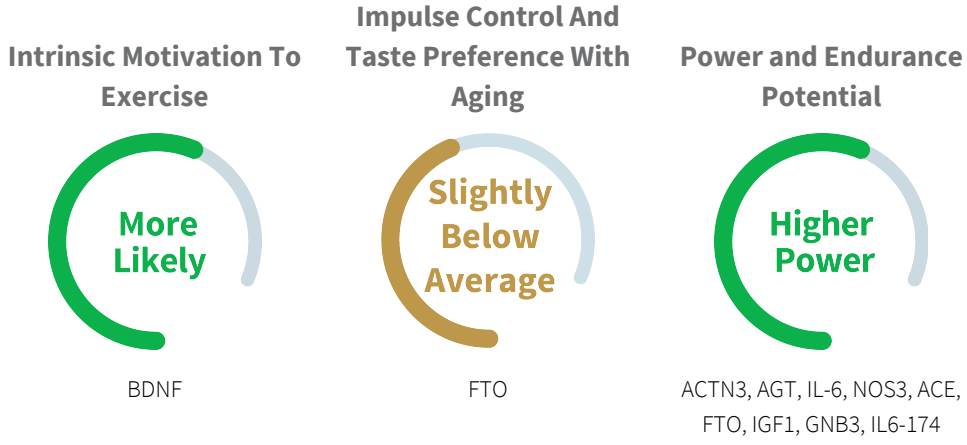 Intrinsic Motivation To
Exercise
More
Likely
BDNF
Impulse Control And
Taste Preference With
Aging
Slightly
Below
Average
FTO
Power and Endurance
Potential
Higher
Power
ACTN3, AGT, IL-6, NOS3, ACE,
FTO, IGF1, GNB3, IL6-174